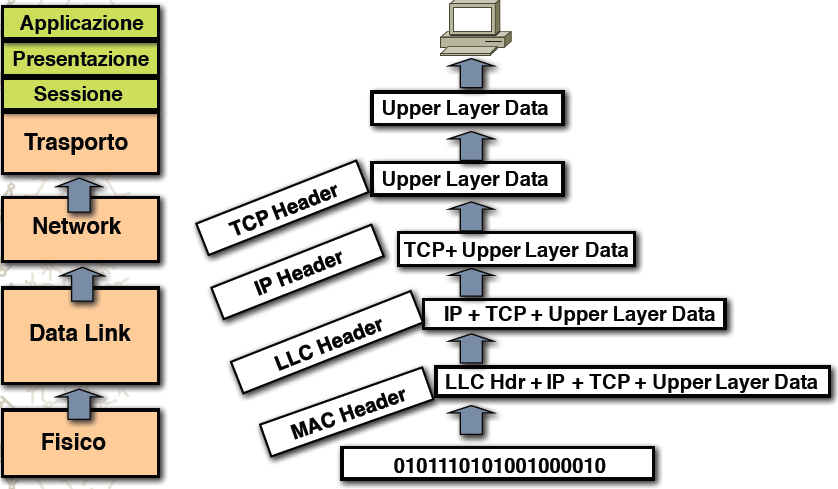 Applicazione
Presentazione
Sessione
Trasporto
Network
Data Link
Fisico
Upper Layer Data
TCP Header
Upper Layer Data
IP Header
TCP+ Upper Layer Data
LLC Header
IP + TCP + Upper Layer Data
MAC Header
LLC Hdr + IP + TCP + Upper Layer Data
0101110101001000010